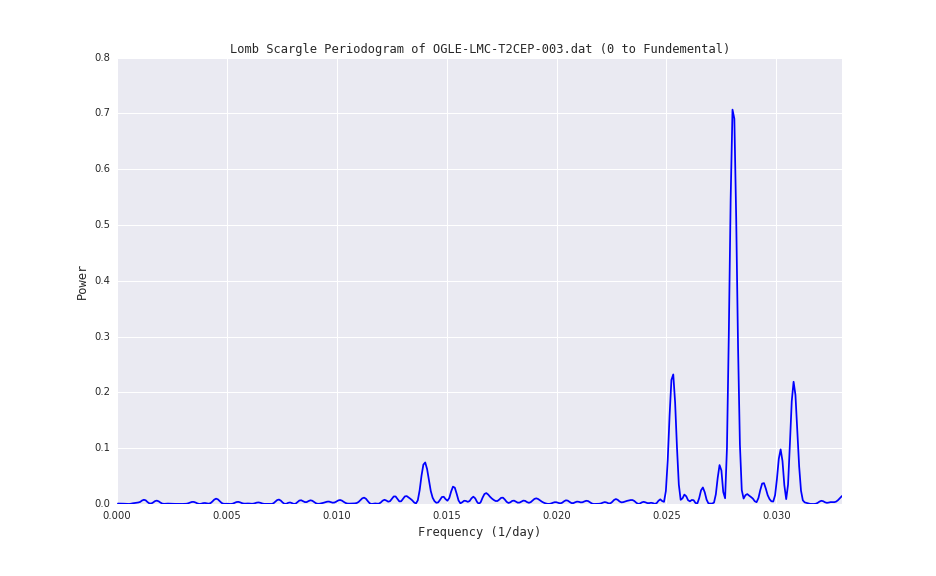 Lomb Scargle Periodogram of OGLE-LMC-T2CEP-003.dat (0 to Fundemental)
0.8
0.7
0.6
0.5
0.4
0.3
0.2
0.1
0.0
Power
0.000 0.005 0.010 0.015 0.020 0.025 0.030
Frequency (1/day)